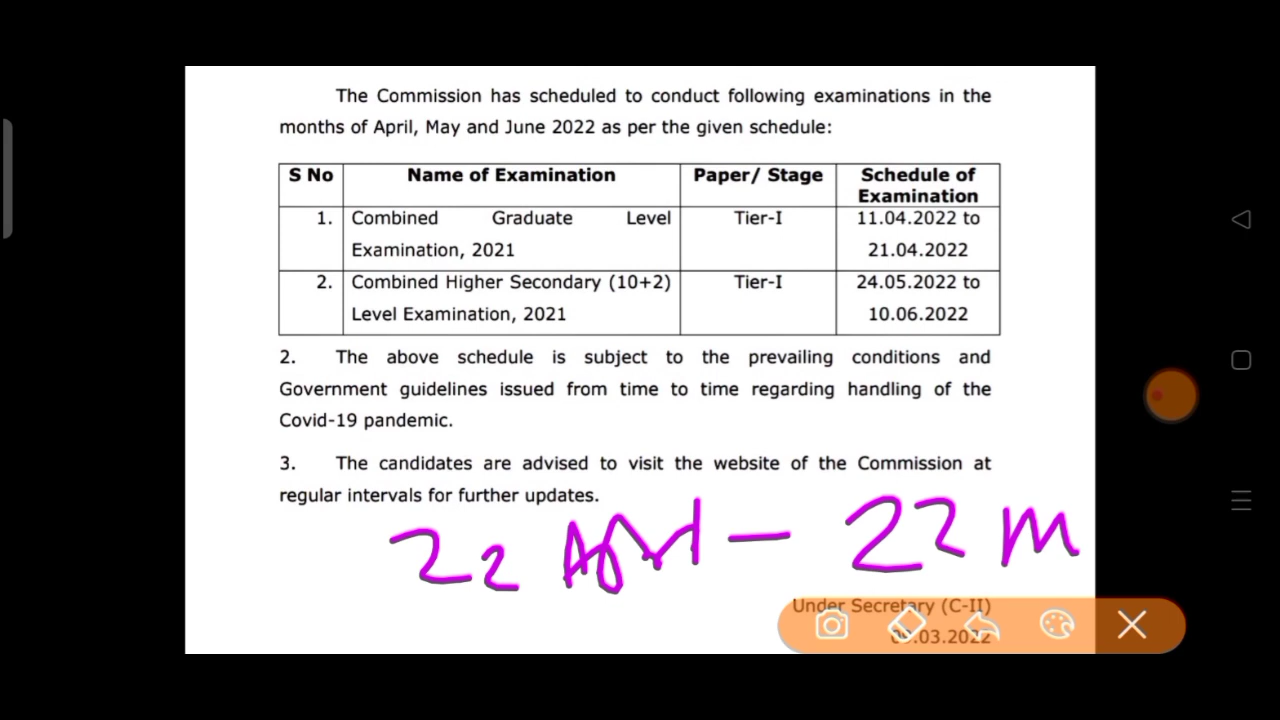 The Commission has scheduled to conduct following examinations in the
months of April, May and June 2022 as per the given schedule:
S No Name of Examination Paper/ Stage Schedule of Examination
1. Combined Graduate Level Examination, 2021 Tier-I 11.04.2022 to 21.04.2022
2. Combined Higher Secondary (10+2) Level Examination, 2021 Tier-I 24.05.2022 to 10.06.2022
2. The above schedule is subject to the prevailing conditions and
Government guidelines issued from time to time regarding handling of the
Covid-19 pandemic.
3. The candidates are advised to visit the website of the Commission at
regular intervals for further updates.
22 April – 22 M
Under Secretary (C-II)
.03.2022